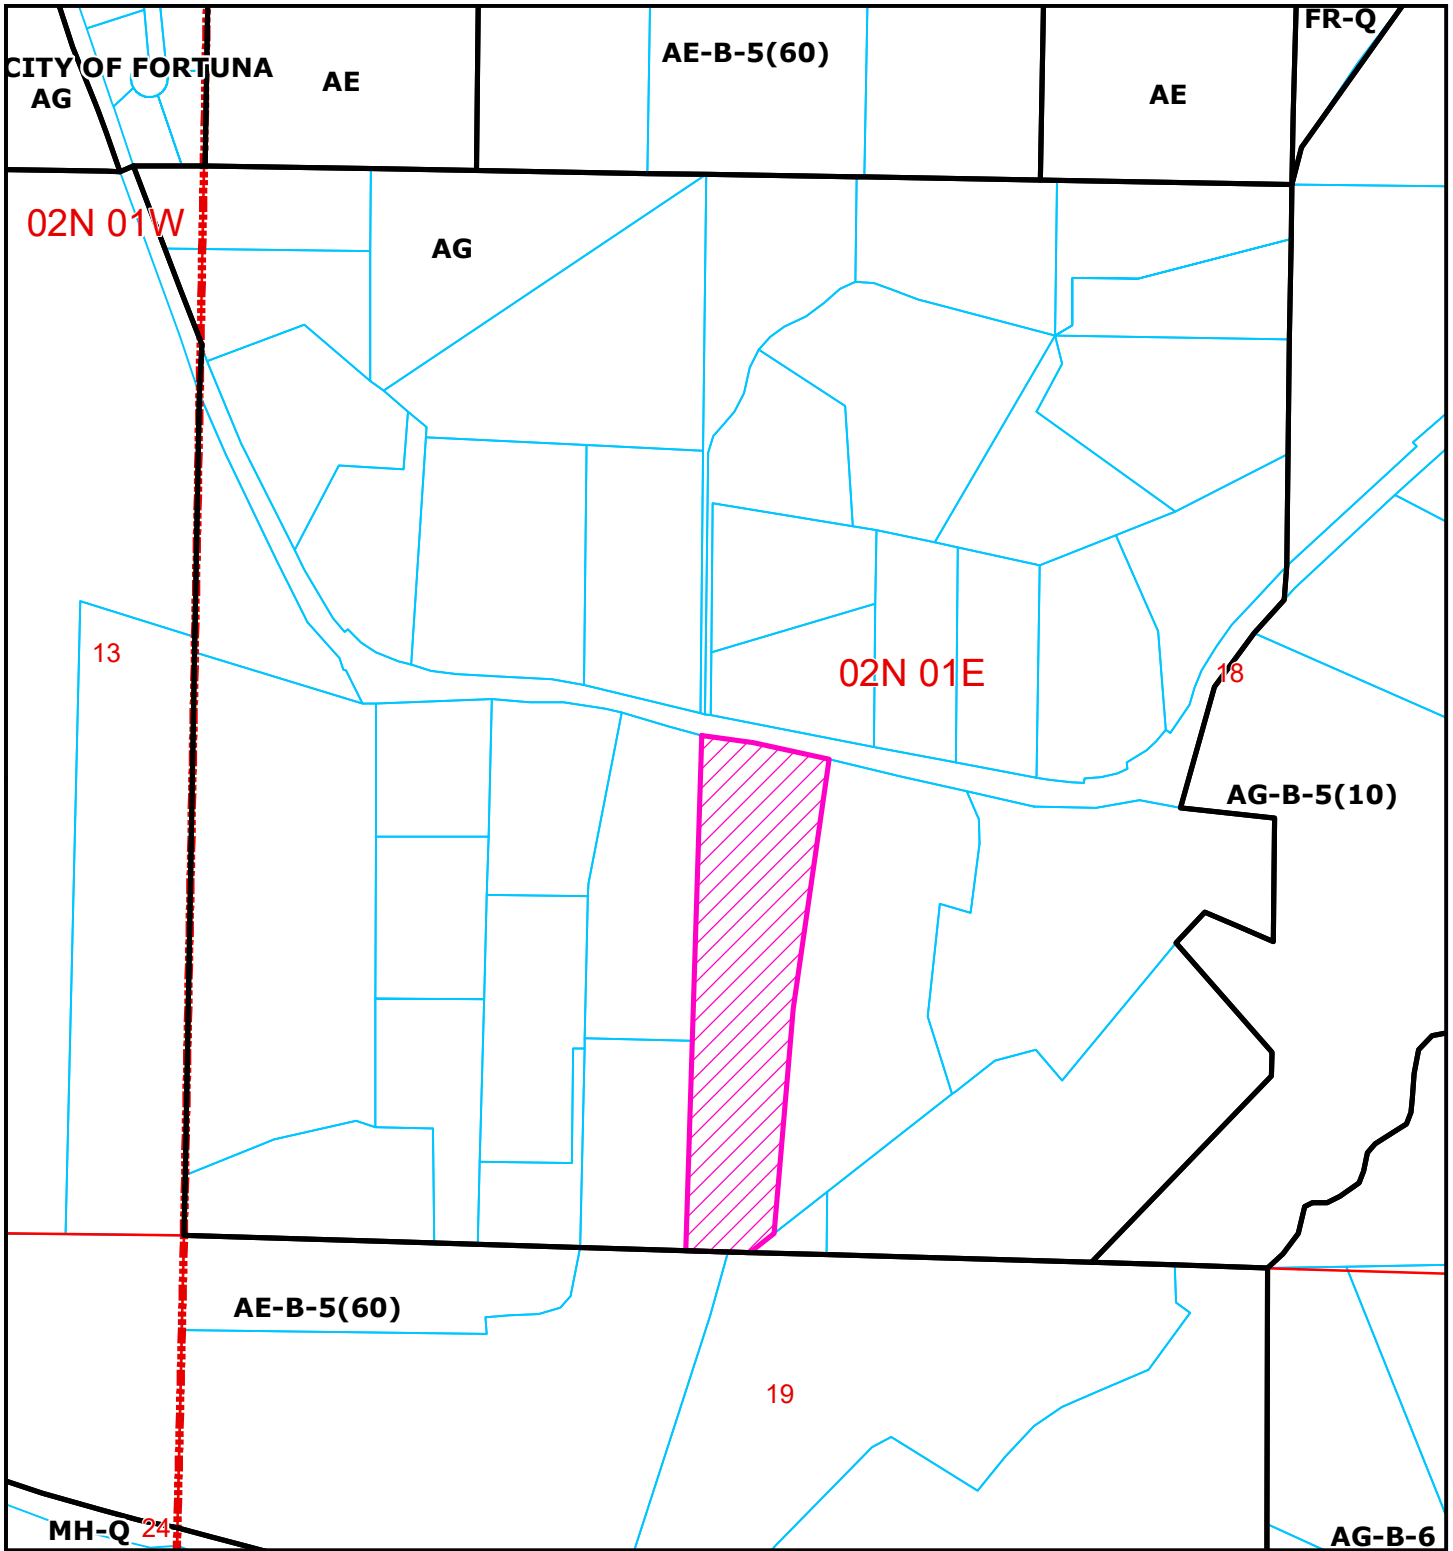 FR-Q
AE-B-5(60)
CITY OF FORTUNA
AG
AE
AE
02N 01W
AG
13
02N 01E
18
AG-B-5(10)
AE-B-5(60)
19
MH-Q
24
AG-B-6